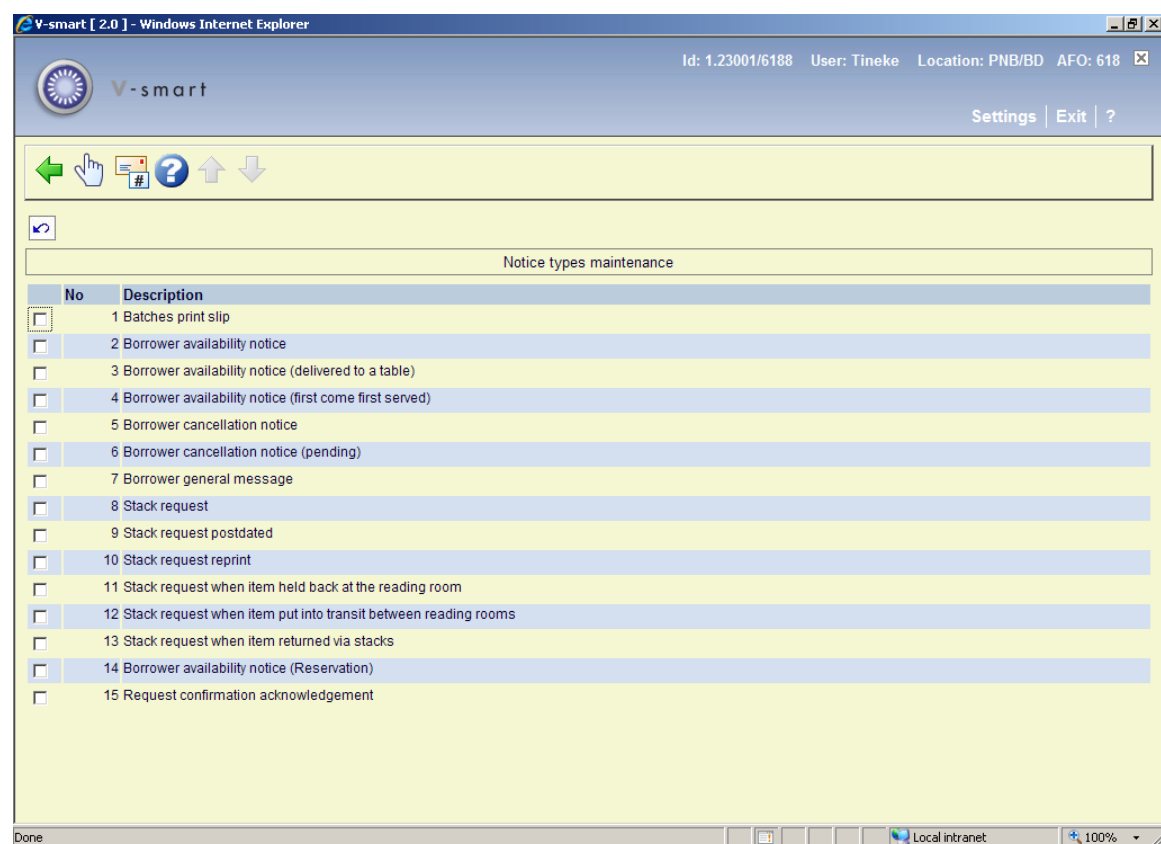 V-smart [ 2.0 ] - Windows Internet Explorer
Id: 1.23001/6188 User: Tineke Location: PNB/BD AFO: 618
V-smart
Settings | Exit | ?
#
?
Notice types maintenance
No Description
1 Batches print slip
2 Borrower availability notice
3 Borrower availability notice (delivered to a table)
4 Borrower availability notice (first come first served)
5 Borrower cancellation notice
6 Borrower cancellation notice (pending)
7 Borrower general message
8 Stack request
9 Stack request postdated
10 Stack request reprint
11 Stack request when item held back at the reading room
12 Stack request when item put into transit between reading rooms
13 Stack request when item returned via stacks
14 Borrower availability notice (Reservation)
15 Request confirmation acknowledgement
Done Local intranet 100%